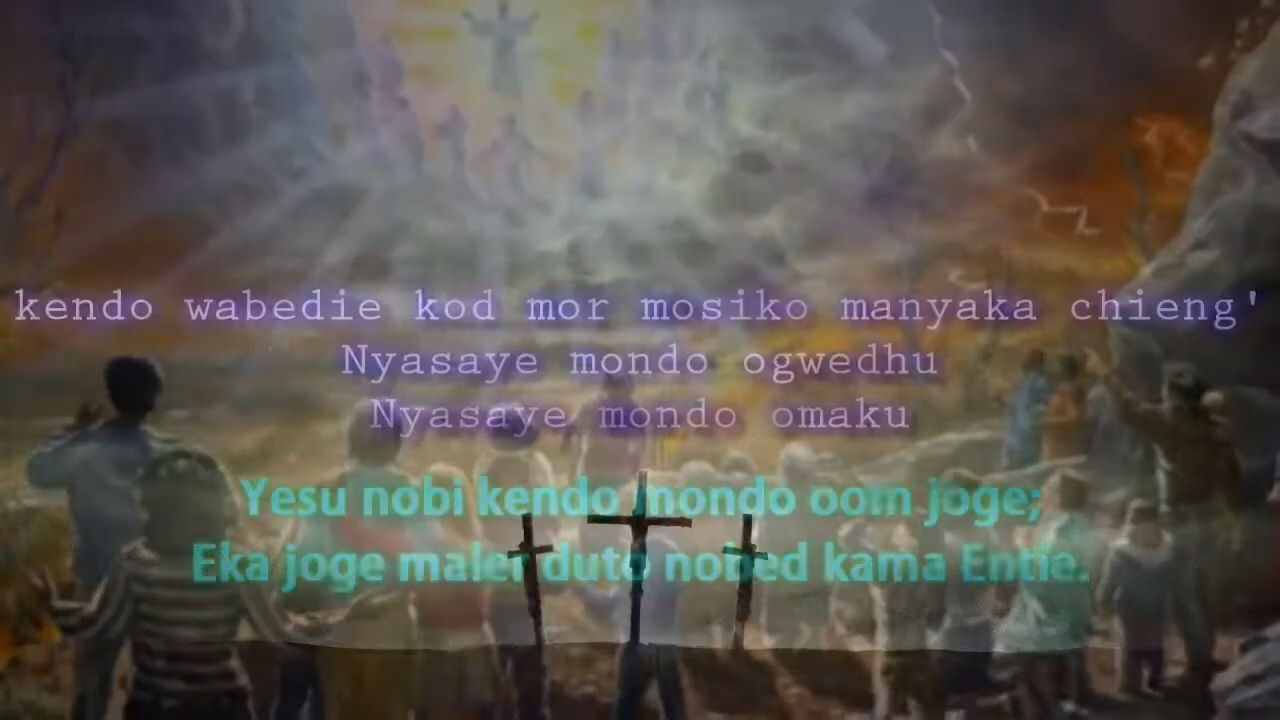 kendo wabedie kod mor mosiko manyaka chieng'
Nyasaye mondo ogwedhu
Nyasaye mondo omaku
Yesu nobi kendo mondo oom joge;
Eka joge maler duto nobed kama Entie.